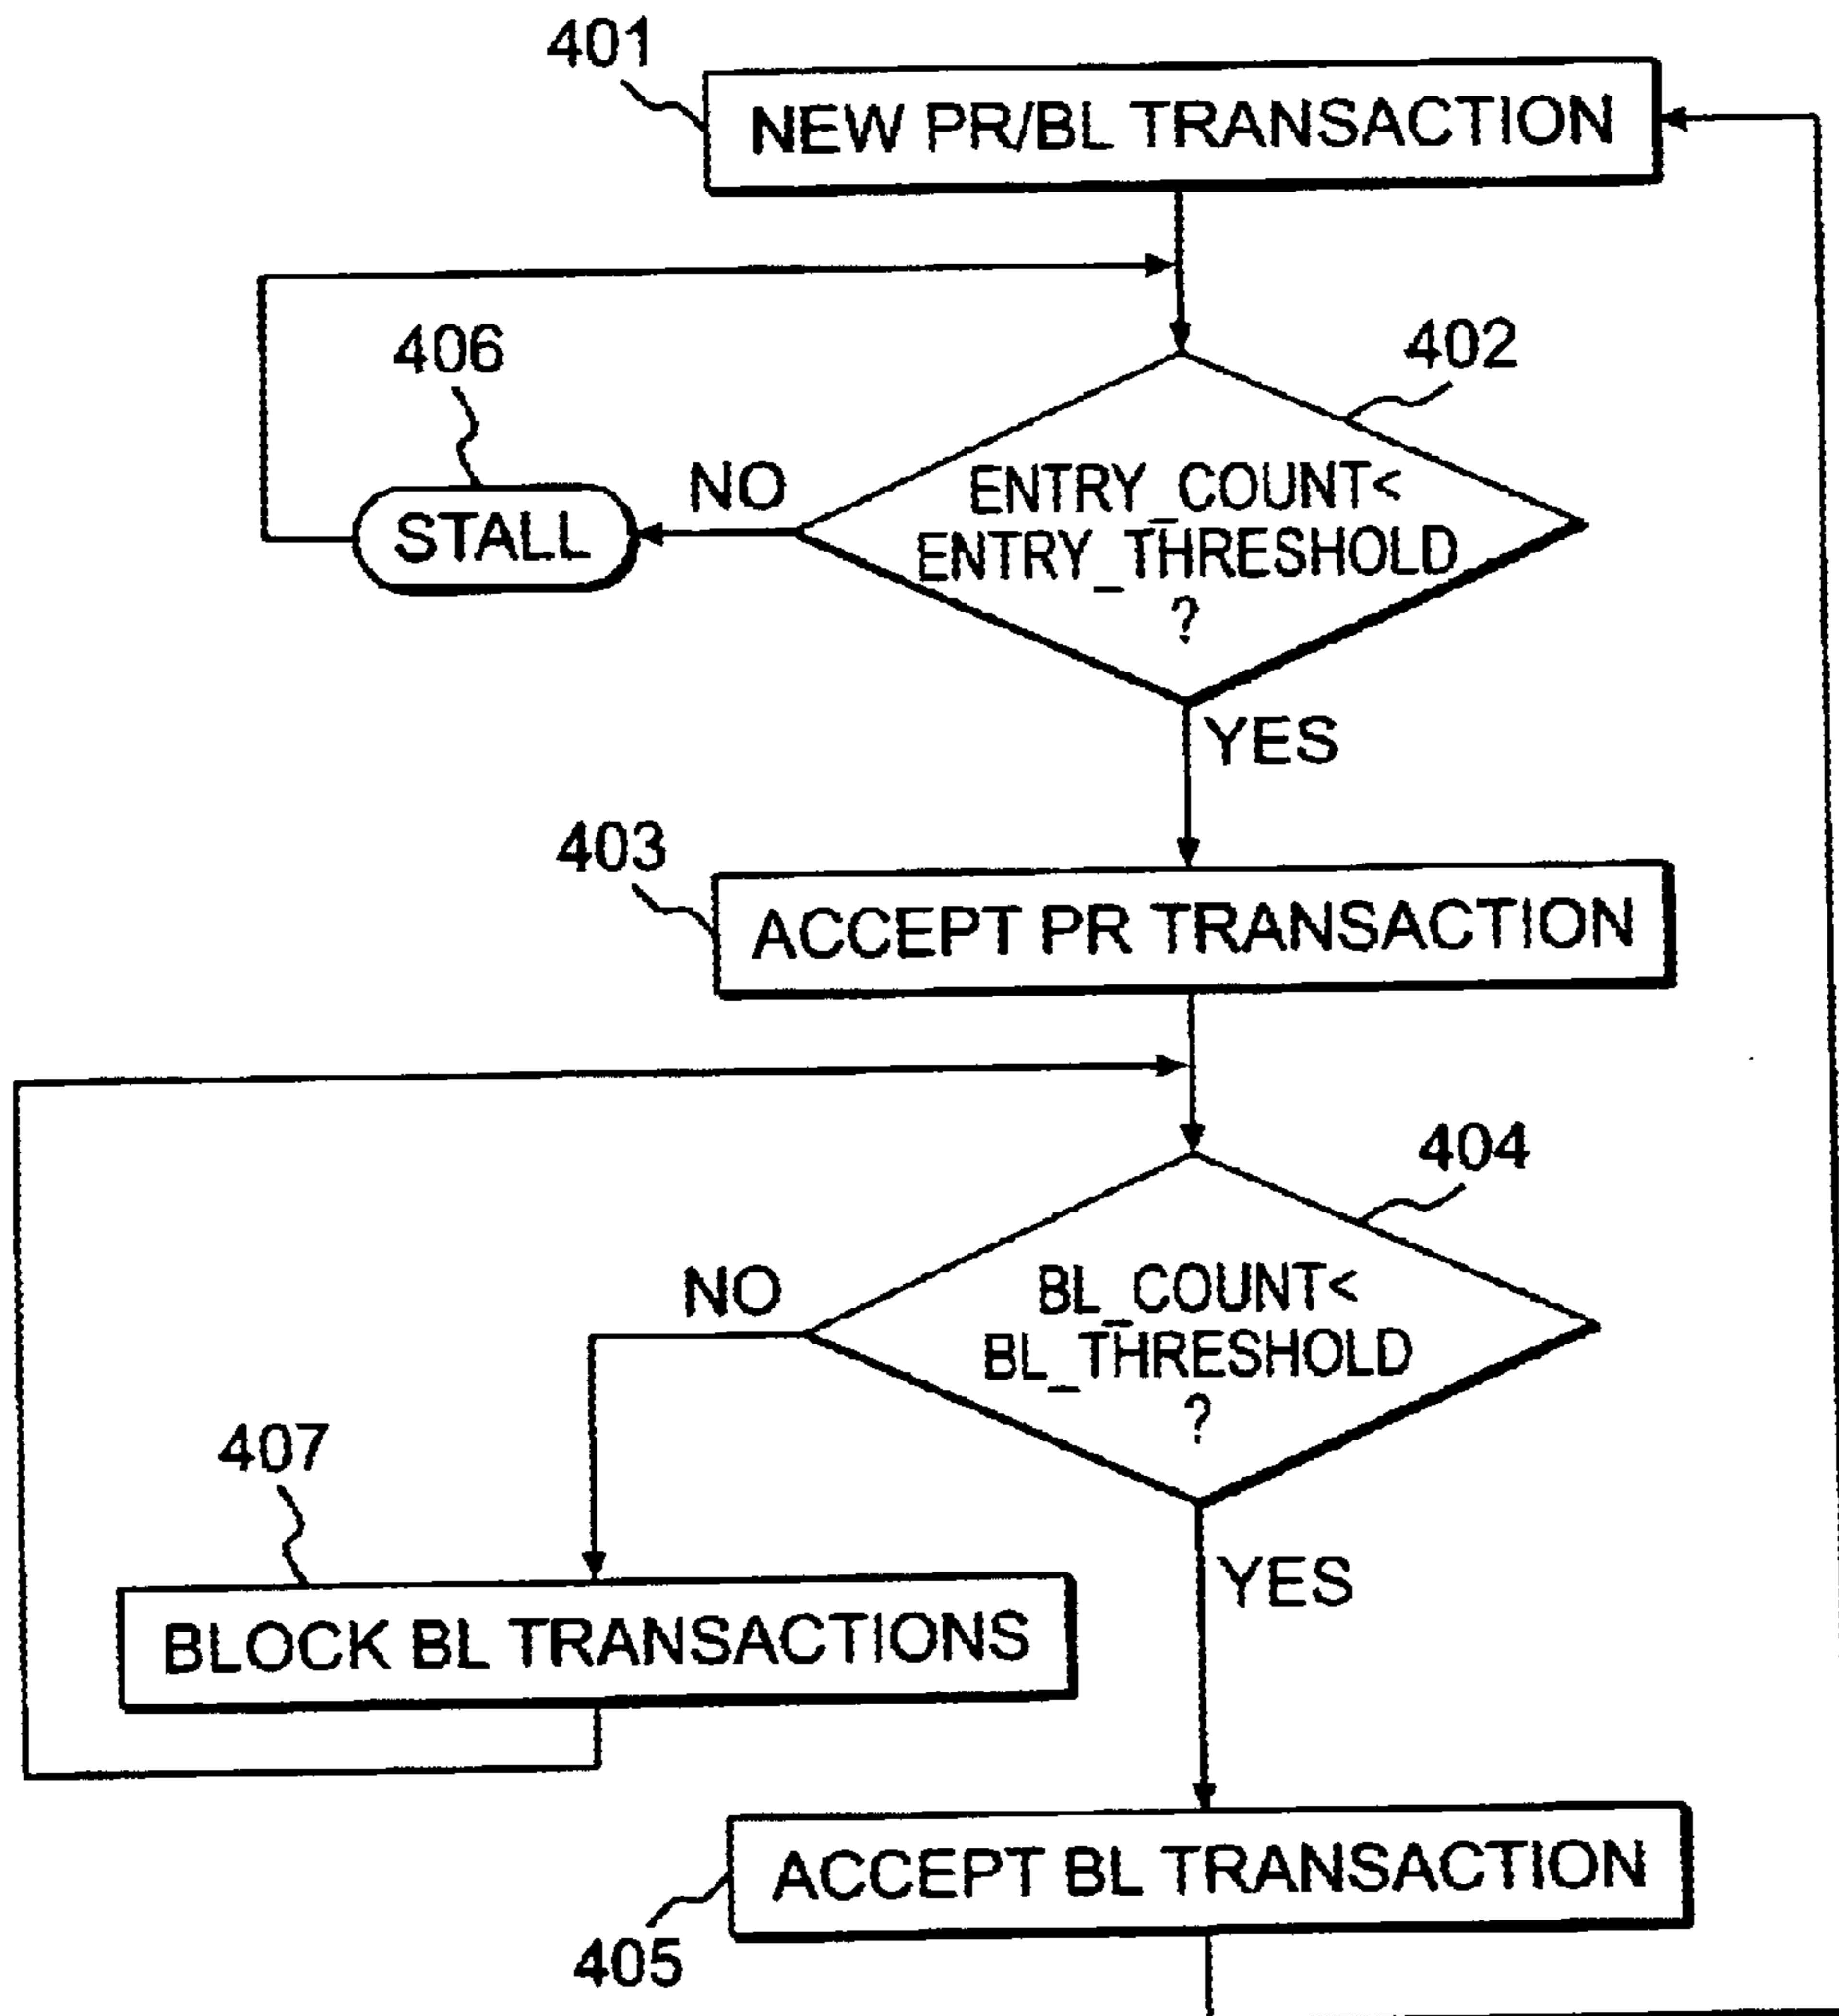 401
NEW PR/BL TRANSACTION
406
402
NO
ENTRY_COUNT<
ENTRY_THRESHOLD
?
STALL
YES
403
ACCEPT PR TRANSACTION
404
NO
BL_COUNT<
BL_THRESHOLD
?
407
YES
BLOCK BL TRANSACTIONS
ACCEPT BL TRANSACTION
405